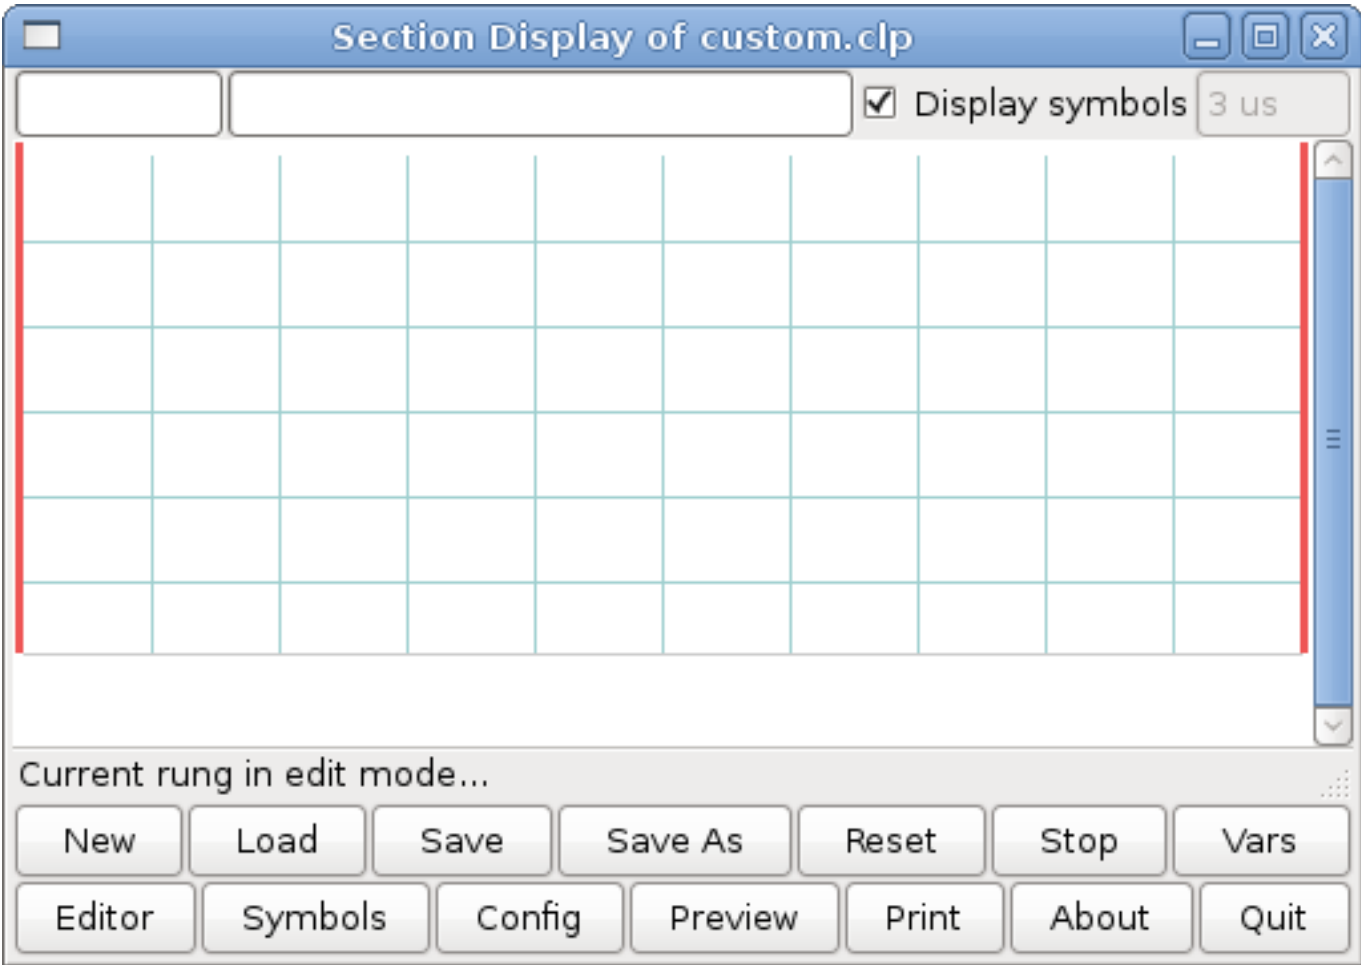 Section Display of custom.clp
Display symbols 3 us
Current rung in edit mode...
New Load Save Save As Reset Stop Vars
Editor Symbols Config Preview Print About Quit